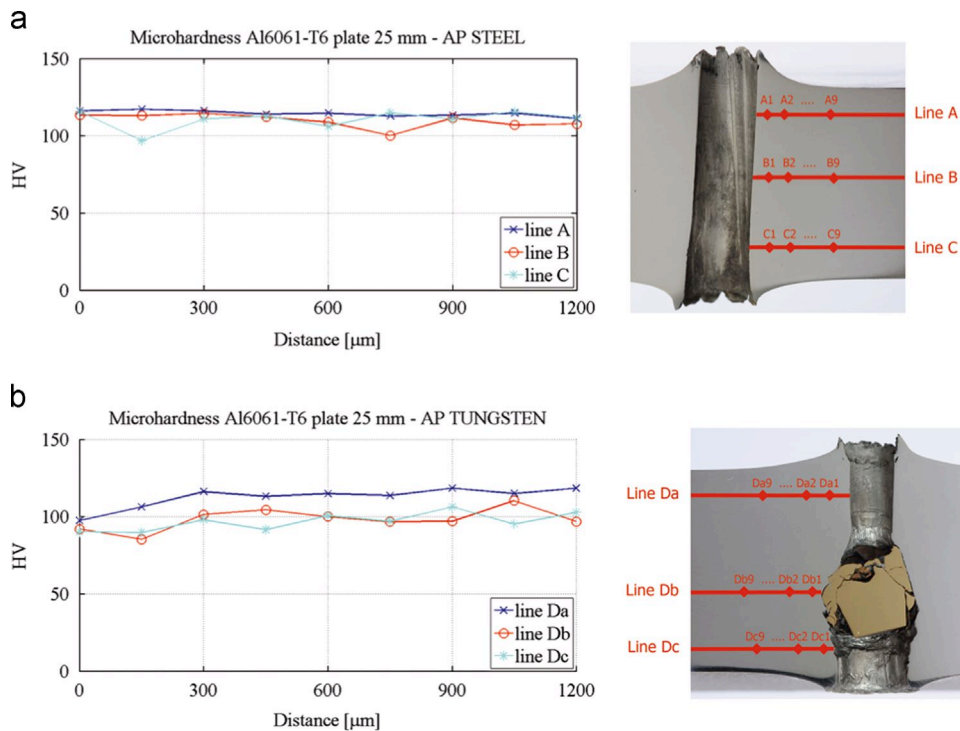 a
Microhardness Al6061-T6 plate 25 mm - AP STEEL
150
100
50
0
HV
0 300 600 900 1200
Distance [μm]
line A
line B
line C
A1 A2 .... A9
Line A
B1 B2 .... B9
Line B
C1 C2 .... C9
Line C
b
Microhardness Al6061-T6 plate 25 mm - AP TUNGSTEN
150
100
50
0
HV
0 300 600 900 1200
Distance [μm]
line Da
line Db
line Dc
Line Da
Da9 .... Da2 Da1
Line Db
Db9 .... Db2 Db1
Line Dc
Dc9 .... Dc2 Dc1